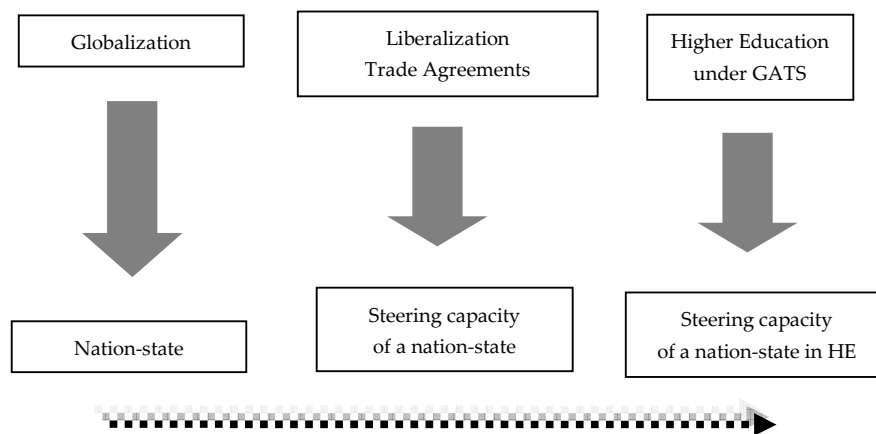 Globalization
Liberalization
Trade Agreements
Higher Education
under GATS
Nation-state
Steering capacity
of a nation-state
Steering capacity
of a nation-state in HE